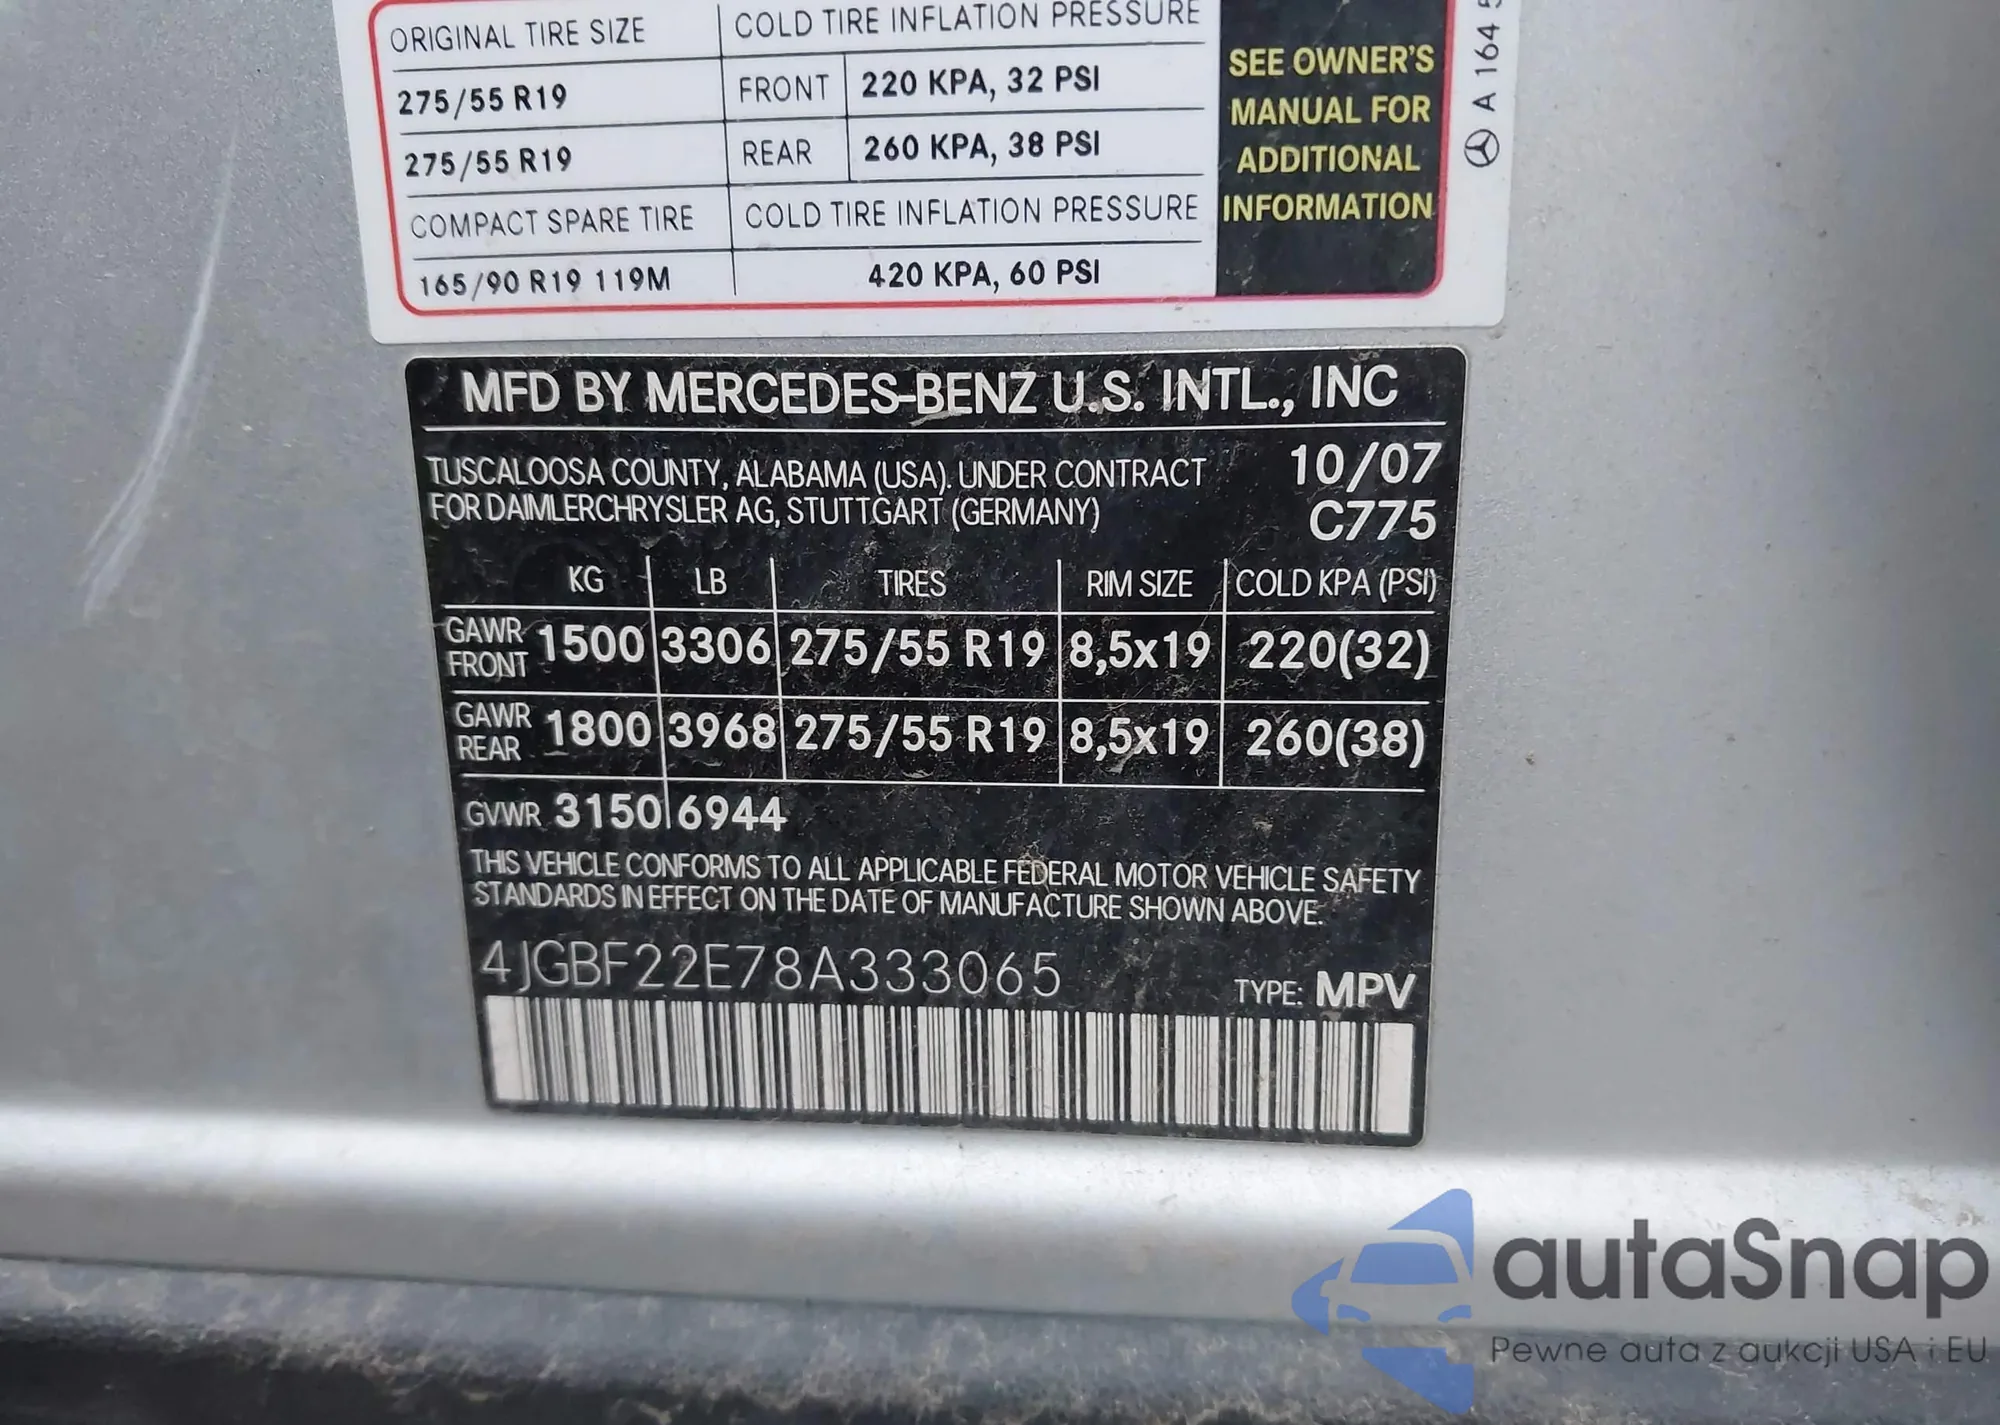 ORIGINAL TIRE SIZE COLD TIRE INFLATION PRESSURE
275/55 R19 FRONT 220 KPA, 32 PSI
275/55 R19 REAR 260 KPA, 38 PSI
COMPACT SPARE TIRE COLD TIRE INFLATION PRESSURE
165/90 R19 119M 420 KPA, 60 PSI
SEE OWNER'S
MANUAL FOR
ADDITIONAL
INFORMATION
A 164 5
MFD BY MERCEDES-BENZ U.S. INTL., INC
TUSCALOOSA COUNTY, ALABAMA (USA). UNDER CONTRACT 10/07
FOR DAIMLERCHRYSLER AG, STUTTGART (GERMANY) C775
KG LB TIRES RIM SIZE COLD KPA (PSI)
GAWR FRONT 1500 3306 275/55 R19 8,5x19 220(32)
GAWR REAR 1800 3968 275/55 R19 8,5x19 260(38)
GVWR 3150 6944
THIS VEHICLE CONFORMS TO ALL APPLICABLE FEDERAL MOTOR VEHICLE SAFETY
STANDARDS IN EFFECT ON THE DATE OF MANUFACTURE SHOWN ABOVE.
4JGBF22E78A333065 TYPE: MPV
autaSnap
Pewne auta z aukcji USA i EU